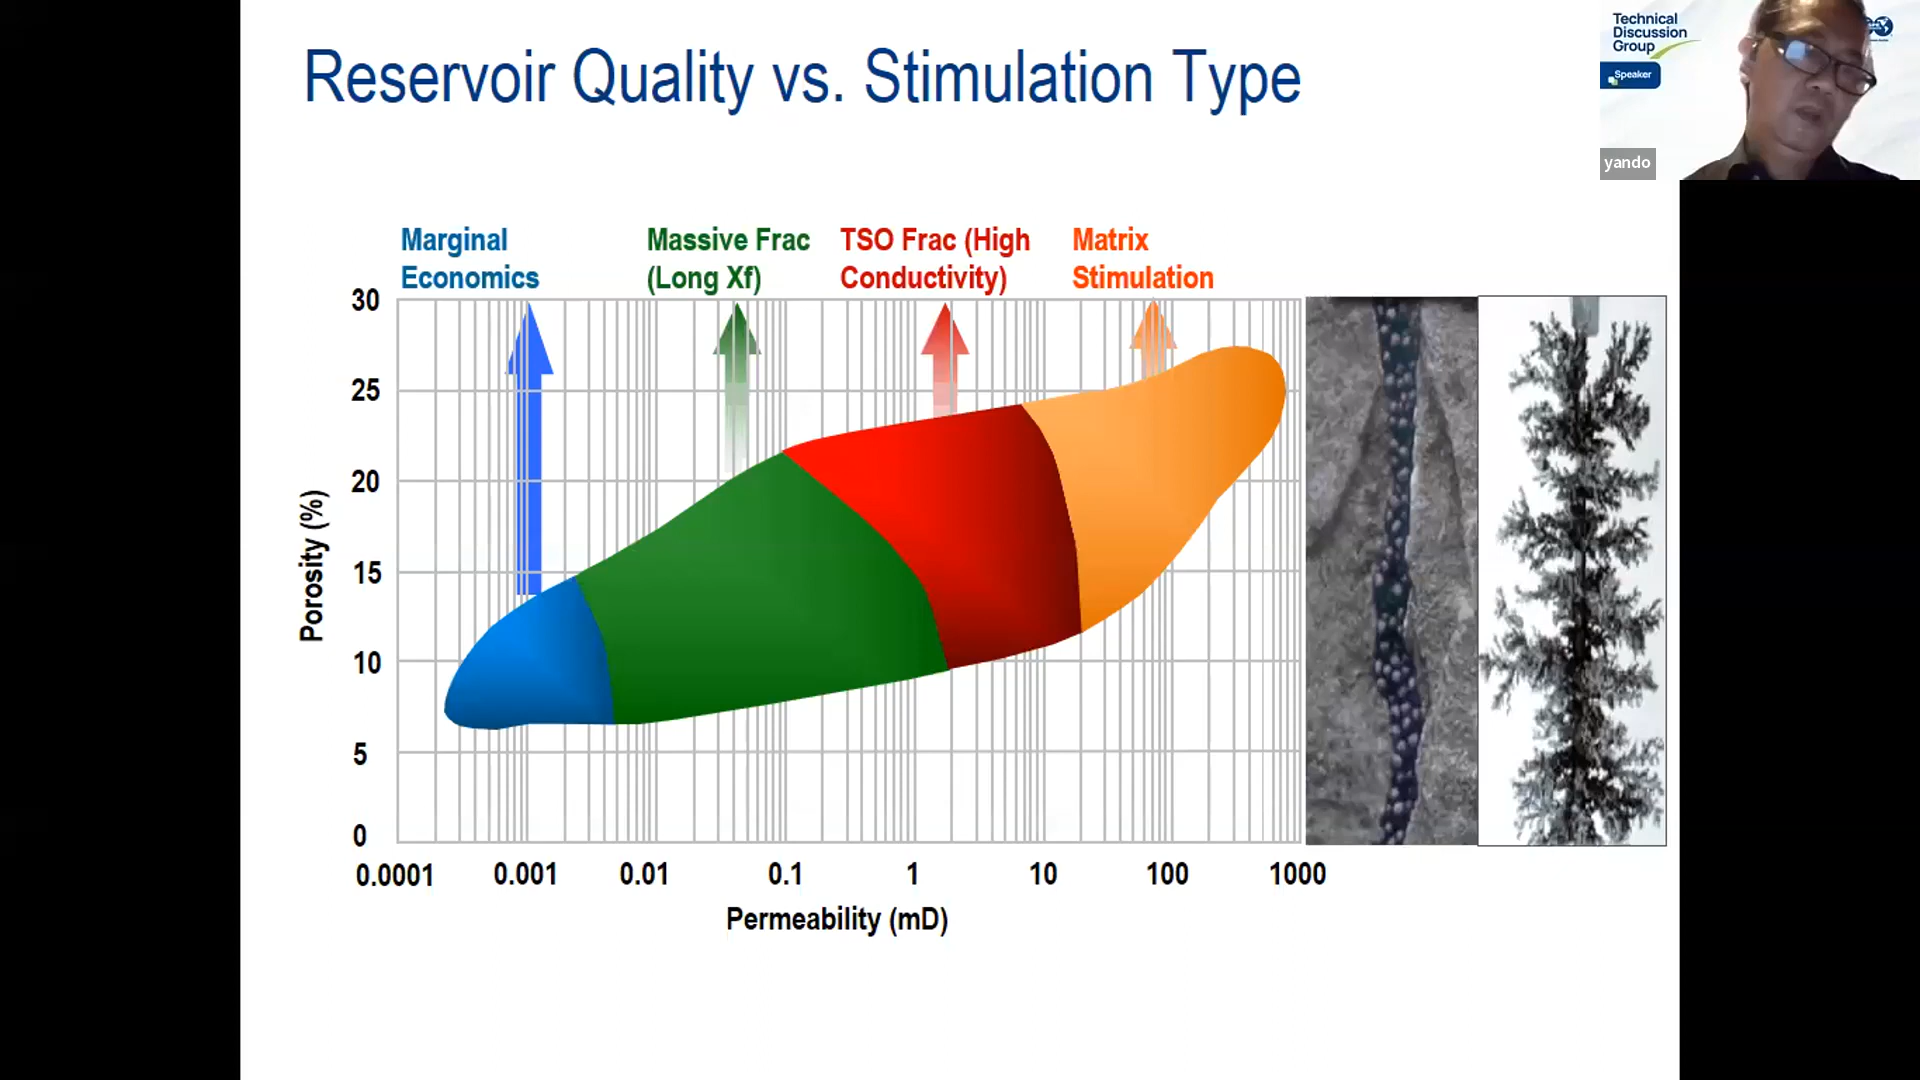 Reservoir Quality vs. Stimulation Type
Technical
Discussion
Group
Speaker
yando
Marginal
Economics
Massive Frac
(Long Xf)
TSO Frac (High
Conductivity)
Matrix
Stimulation
30
25
20
15
10
5
0
Porosity (%)
0.0001 0.001 0.01 0.1 1 10 100 1000
Permeability (mD)